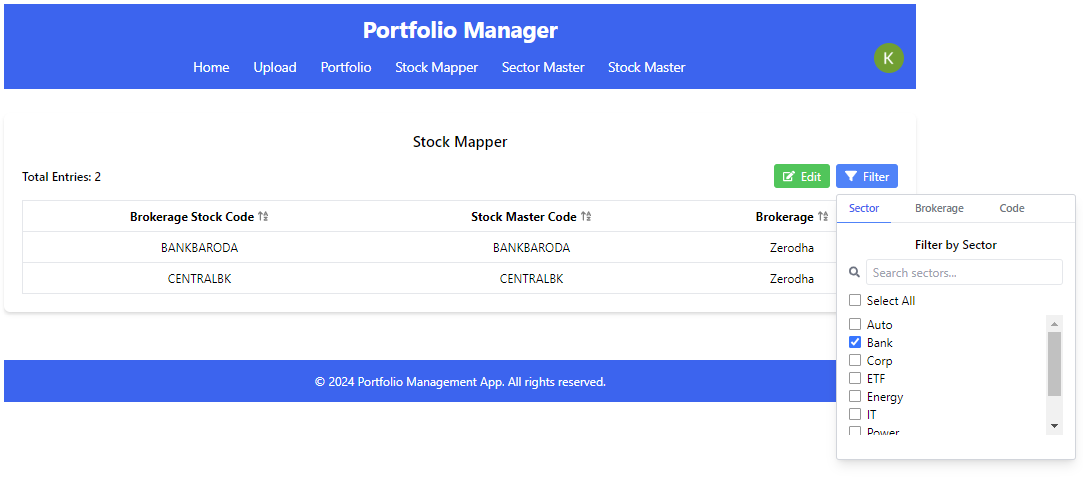 Portfolio Manager
Home Upload Portfolio Stock Mapper Sector Master Stock Master
K
Stock Mapper
Total Entries: 2
Edit Filter
Brokerage Stock Code Stock Master Code Brokerage
BANKBARODA BANKBARODA Zerodha
CENTRALBK CENTRALBK Zerodha
© 2024 Portfolio Management App. All rights reserved.
Sector Brokerage Code
Filter by Sector
Search sectors...
Select All
Auto
Bank
Corp
ETF
Energy
IT
Power